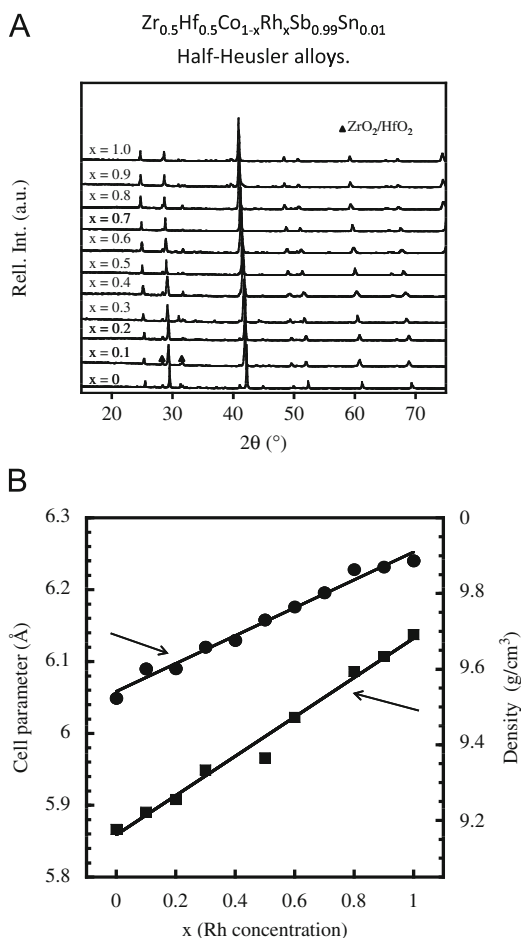 A
Zr0.5Hf0.5Co1-xRhxSb0.99Sn0.01
Half-Heusler alloys.
▲ZrO2/HfO2
x = 1.0
x = 0.9
x = 0.8
x = 0.7
x = 0.6
x = 0.5
x = 0.4
x = 0.3
x = 0.2
x = 0.1
x = 0
Rell. Int. (a.u.)
20 30 40 50 60 70
2θ (°)
B
6.3
6.2
6.1
6
5.9
5.8
Cell parameter (Å)
0
9.8
9.6
9.4
9.2
Density (g/cm3)
0 0.2 0.4 0.6 0.8 1
x (Rh concentration)